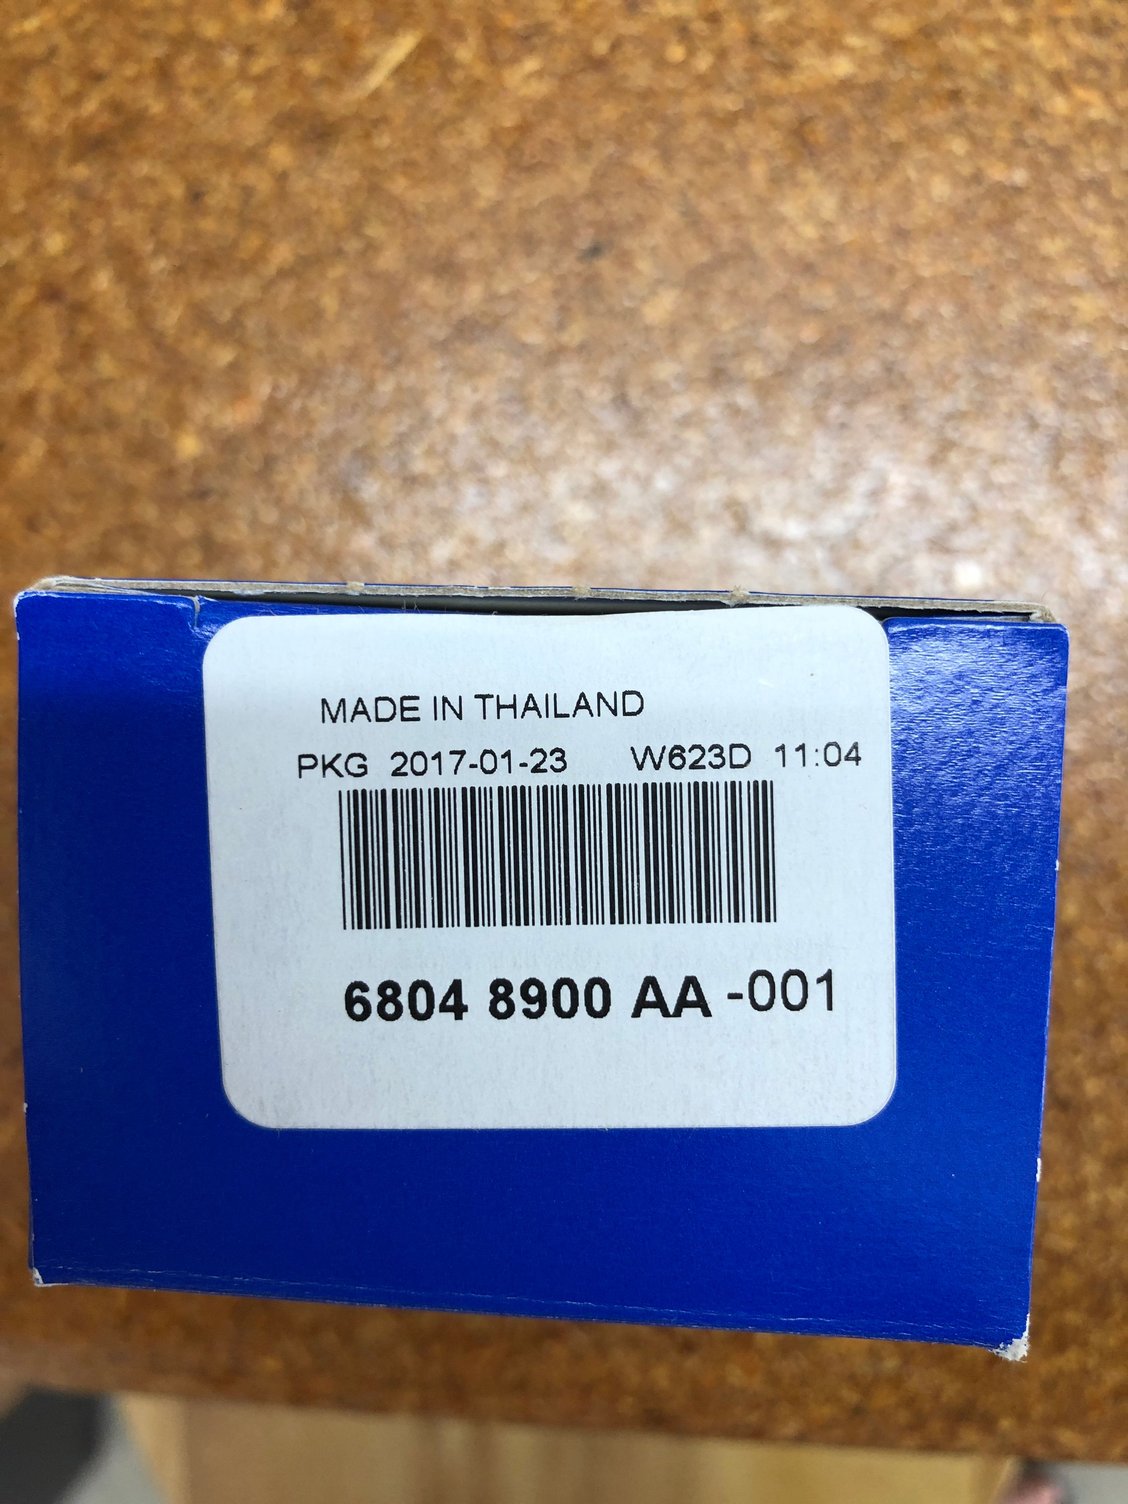 MADE IN THAILAND
PKG 2017-01-23 W623D 11:04
6804 8900 AA -001